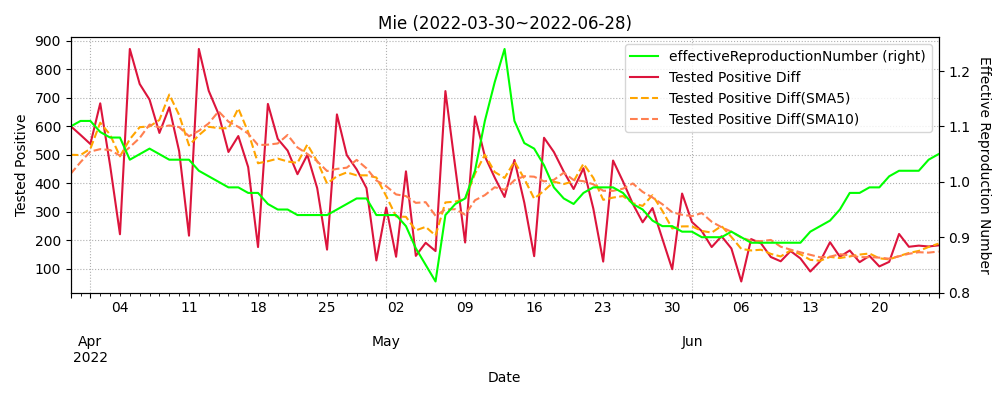 Mie (2022-03-30~2022-06-28)
effectiveReproductionNumber (right)
Tested Positive Diff
Tested Positive Diff(SMA5)
Tested Positive Diff(SMA10)
Tested Positive
900
800
700
600
500
400
300
200
100
1.2
1.1
1.0
0.9
0.8
Effective Reproduction Number
04 11 18 25 02 09 16 23 30 06 13 20
Apr May Jun
2022
Date